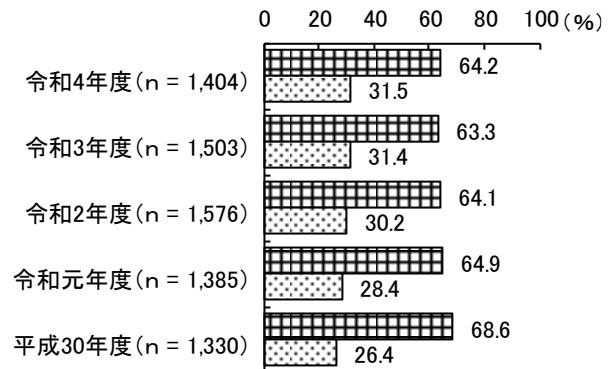 0 20 40 60 80 100(%)
令和4年度(n = 1,404) 64.2
31.5
令和3年度(n = 1,503) 63.3
31.4
令和2年度(n = 1,576) 64.1
30.2
令和元年度(n = 1,385) 64.9
28.4
平成30年度(n = 1,330) 68.6
26.4